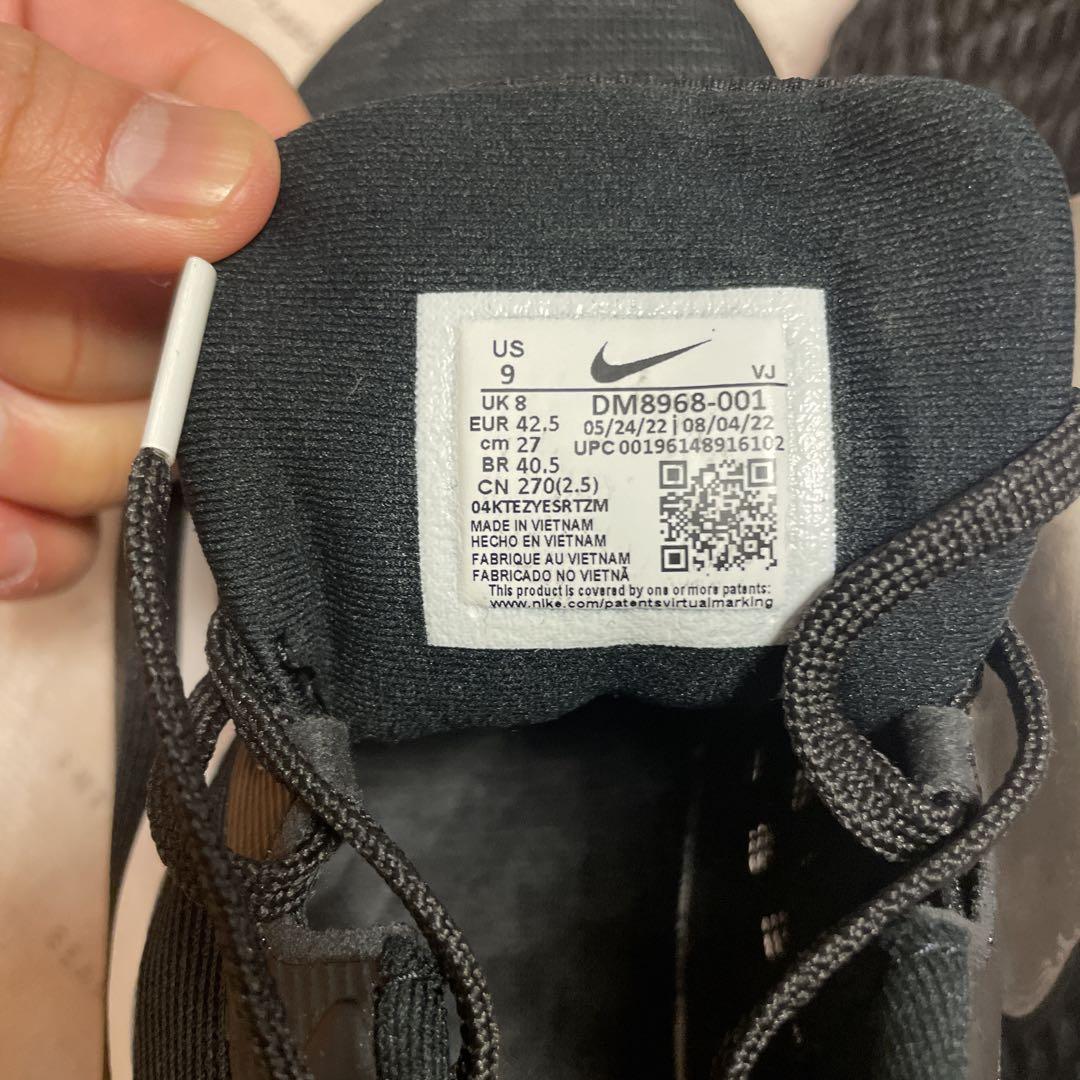 US
9
VJ
UK 8
DM8968-001
EUR 42.5
05/24/22 | 08/04/22
cm 27
UPC 00196148916102
BR 40.5
CN 270(2.5)
04KTEZYESRTZM
MADE IN VIETNAM
HECHO EN VIETNAM
FABRIQUE AU VIETNAM
FABRICADO NO VIETNÃ
This product is covered by one or more patents:
www.nike.com/patentsvirtualmarking